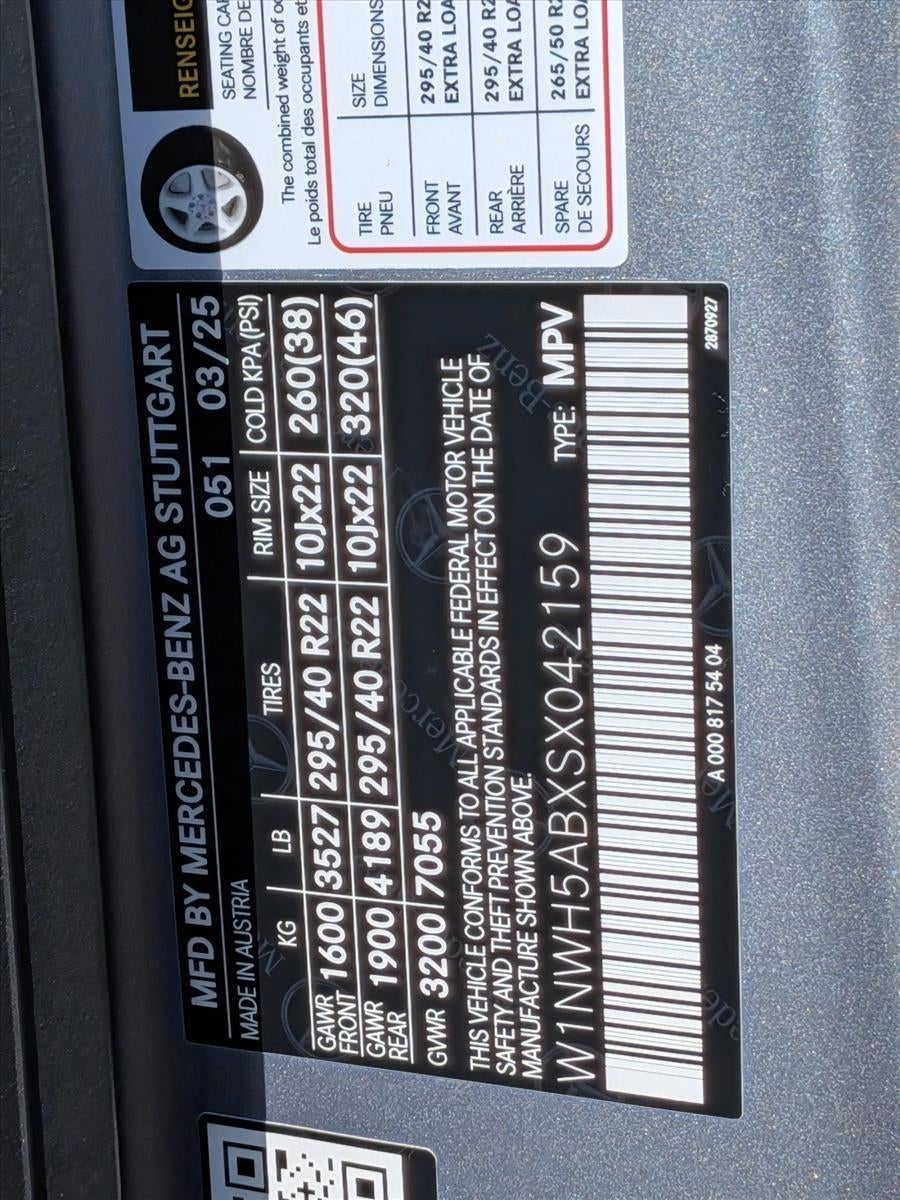 MFD BY MERCEDES-BENZ AG STUTTGART
051 03/25
MADE IN AUSTRIA
KG LB TIRES RIM SIZE COLD KPA (PSI)
GAWR FRONT 1600 3527 295/40 R22 10Jx22 260(38)
GAWR REAR 1900 4189 295/40 R22 10Jx22 320(46)
GWR 3200 7055
THIS VEHICLE CONFORMS TO ALL APPLICABLE FEDERAL MOTOR VEHICLE
SAFETY AND THEFT PREVENTION STANDARDS IN EFFECT ON THE DATE OF
MANUFACTURE SHOWN ABOVE.
W1NWH5ABXSX042159 TYPE: MPV
A 000 817 54 04 2870927
RENSEIG
SEATING CA
NOMBRE DE
The combined weight of oc
Le poids total des occupants et
TIRE SIZE
PNEU DIMENSIONS
FRONT 295/40 R2
AVANT EXTRA LOA
REAR 295/40 R2
ARRIÈRE EXTRA LOA
SPARE 265/50 R2
DE SECOURS EXTRA LOA